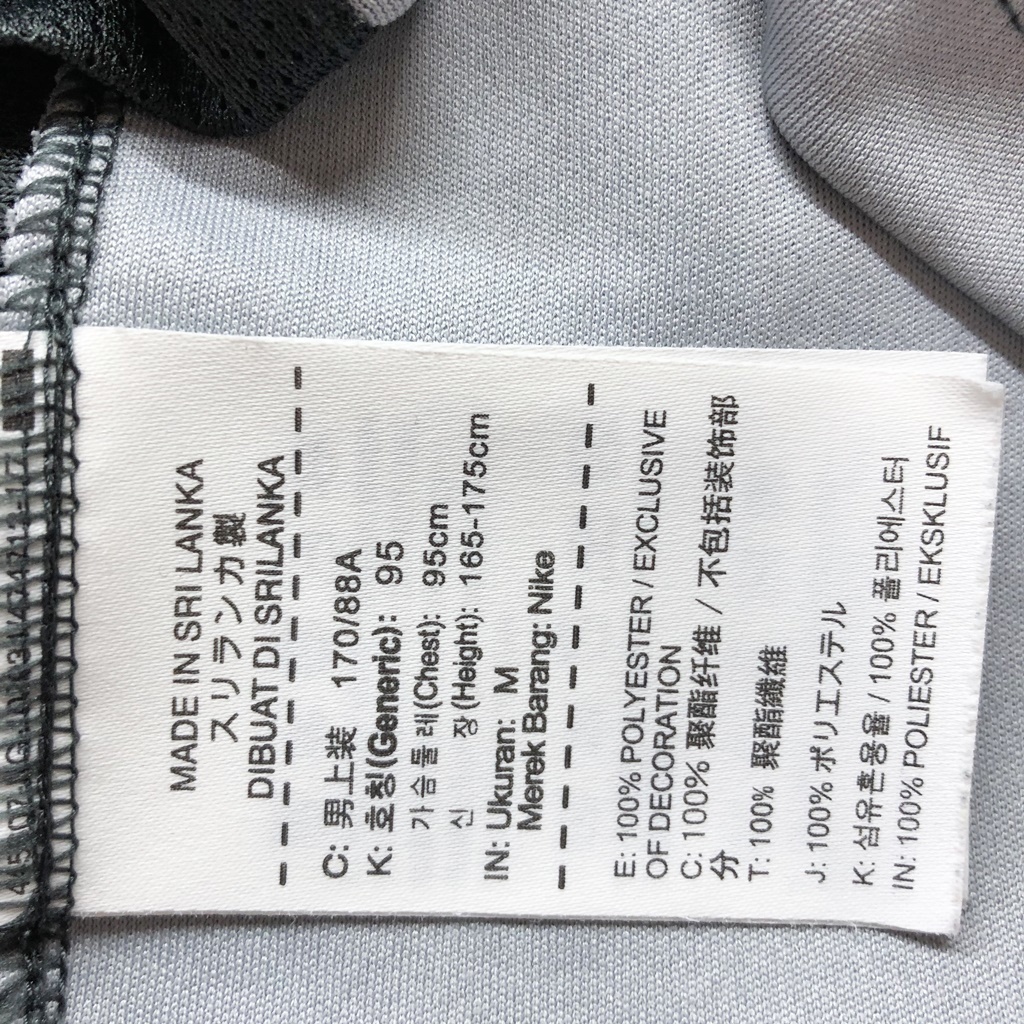 MADE IN SRI LANKA
スリランカ製
DIBUAT DI SRILANKA
C: 男上装 170/88A
K: 호칭(Generic): 95
가슴둘레(Chest): 95cm
신 장(Height): 165-175cm
IN: Ukuran: M
Merek Barang: Nike
E: 100% POLYESTER / EXCLUSIVE
OF DECORATION
C: 100% 聚酯纤维 / 不包括装饰部
分
T: 100% 聚酯纖維
J: 100% ポリエステル
K: 섬유혼용율 / 100% 폴리에스터
IN: 100% POLIESTER / EKSKLUSIF